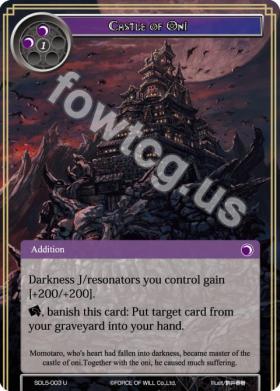 Castle of Oni
1
fowtcg.us
Addition
Darkness J/resonators you control gain
[+200/+200].
, banish this card: Put target card
from your graveyard into your hand.
Momotaro, who's heart had fallen into darkness, became master of the
castle of oni. Together with the oni, he caused much suffering.
SDL5-003 U
©FORCE OF WILL Co.,Ltd.
Illust/